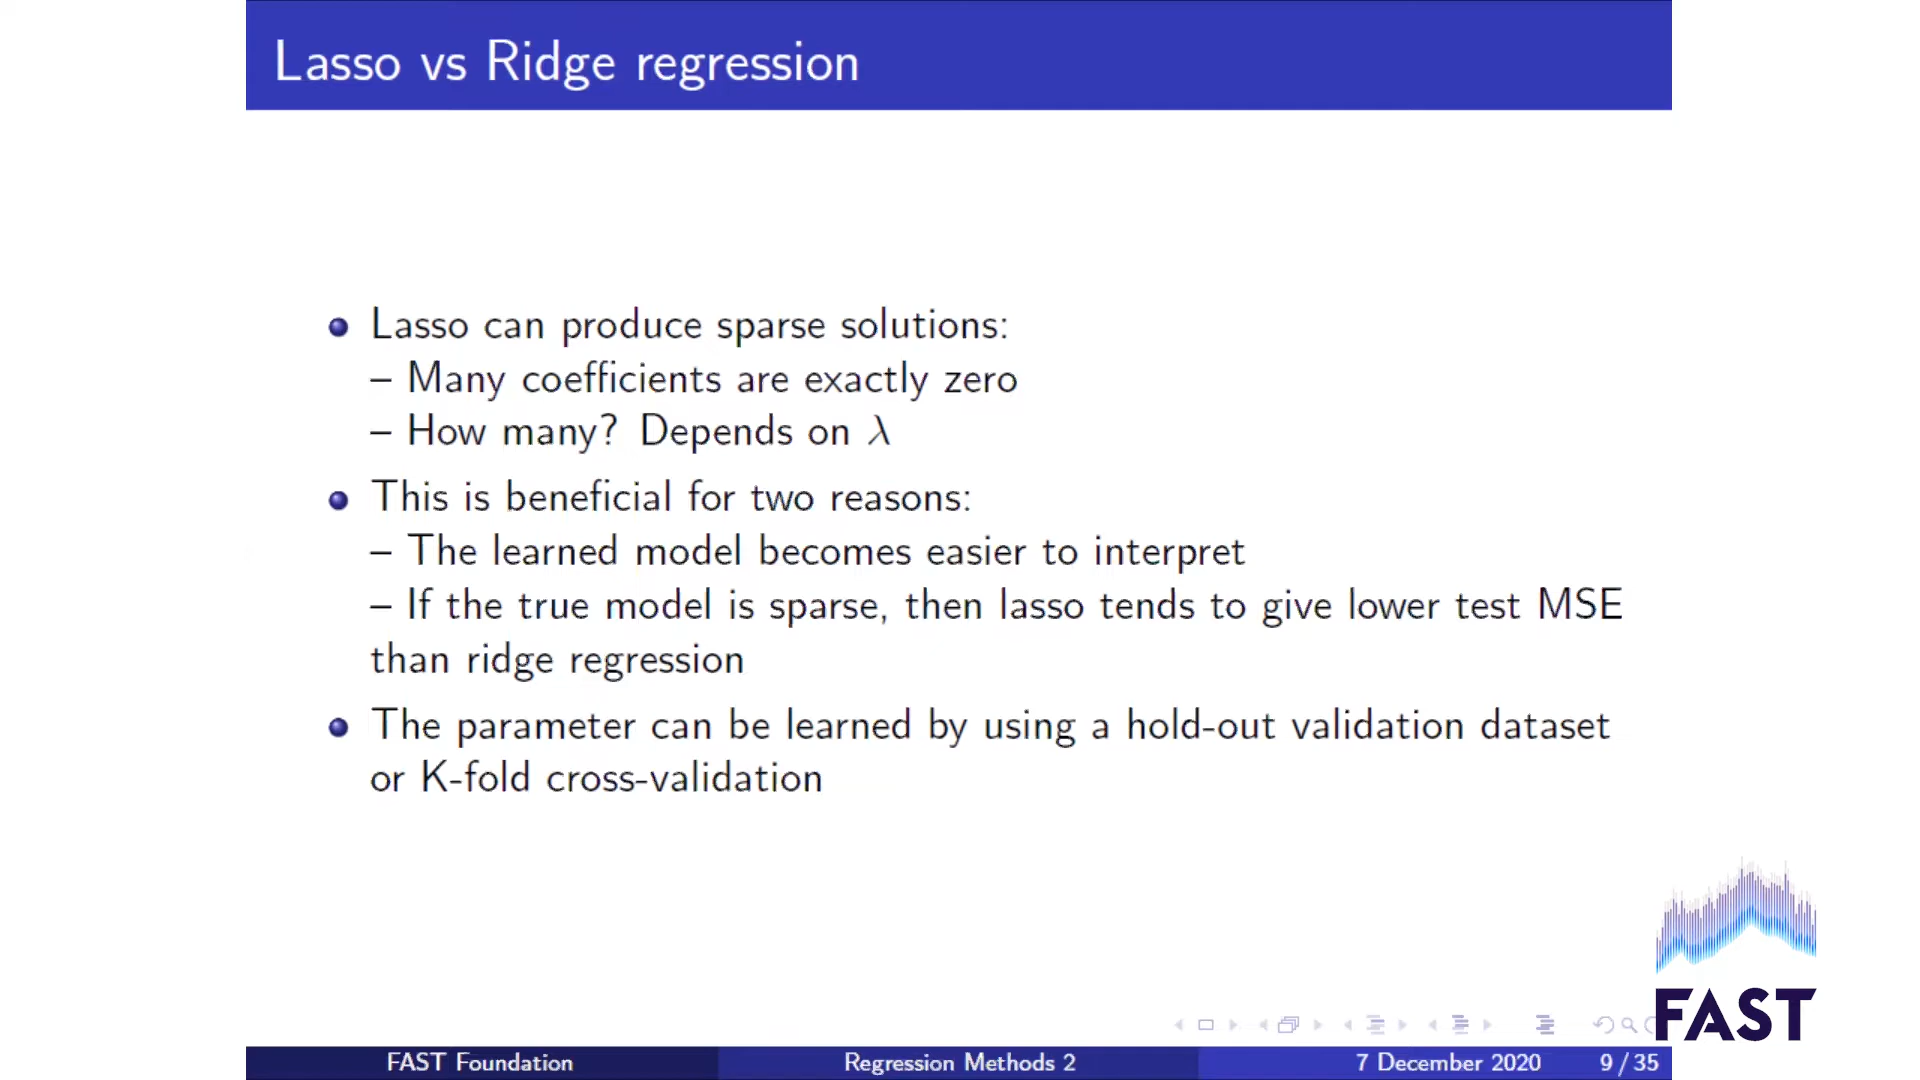 Lasso vs Ridge regression
Lasso can produce sparse solutions:
– Many coefficients are exactly zero
– How many? Depends on λ
This is beneficial for two reasons:
– The learned model becomes easier to interpret
– If the true model is sparse, then lasso tends to give lower test MSE
than ridge regression
The parameter can be learned by using a hold-out validation dataset
or K-fold cross-validation
FAST
FAST Foundation Regression Methods 2 7 December 2020 9 / 35